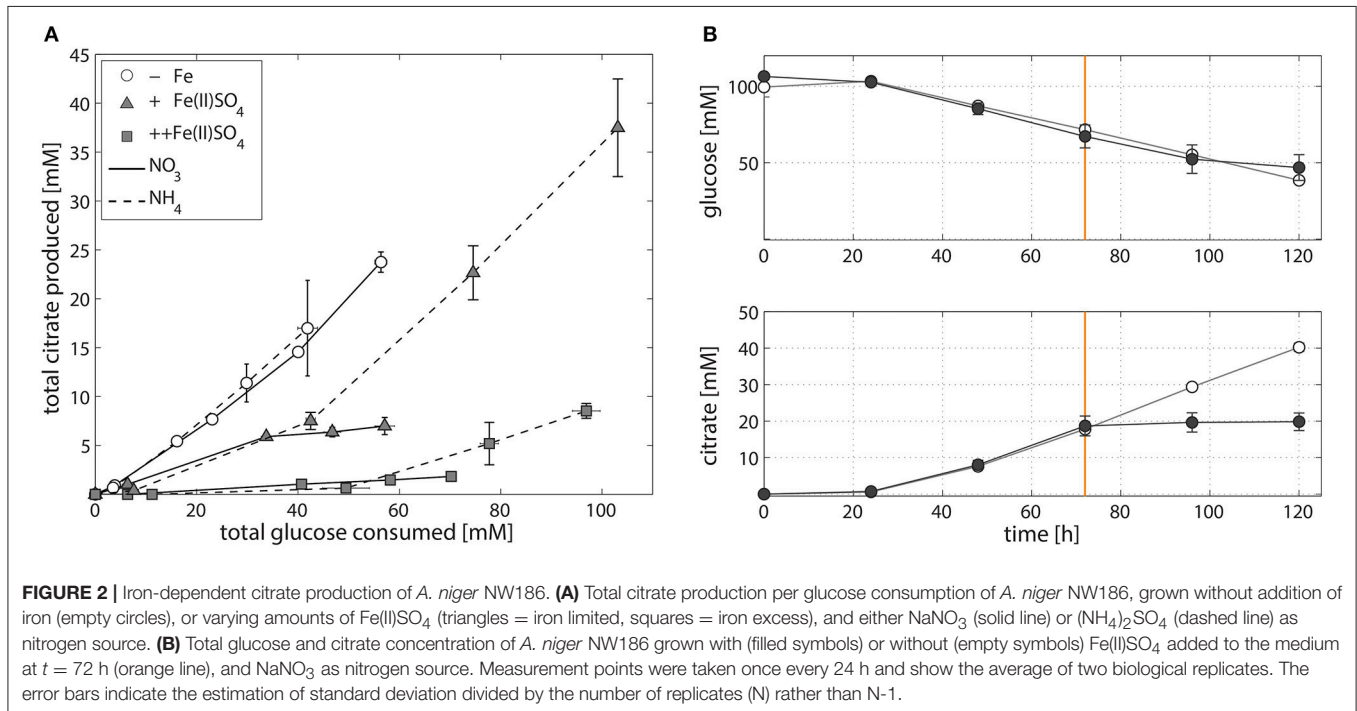 A
45
40
35
30
25
20
15
10
5
0
20
40
60
80
100
total citrate produced [mM]
total glucose consumed [mM]
– Fe
+ Fe(II)SO4
++Fe(II)SO4
NO3
NH4
B
100
50
glucose [mM]
0
20
40
60
80
100
120
50
40
30
20
10
citrate [mM]
0
20
40
60
80
100
120
time [h]
FIGURE 2 | Iron-dependent citrate production of A. niger NW186. (A) Total citrate production per glucose consumption of A. niger NW186, grown without addition of
iron (empty circles), or varying amounts of Fe(II)SO4 (triangles = iron limited, squares = iron excess), and either NaNO3 (solid line) or (NH4)2SO4 (dashed line) as
nitrogen source. (B) Total glucose and citrate concentration of A. niger NW186 grown with (filled symbols) or without (empty symbols) Fe(II)SO4 added to the medium
at t = 72 h (orange line), and NaNO3 as nitrogen source. Measurement points were taken once every 24 h and show the average of two biological replicates. The
error bars indicate the estimation of standard deviation divided by the number of replicates (N) rather than N-1.